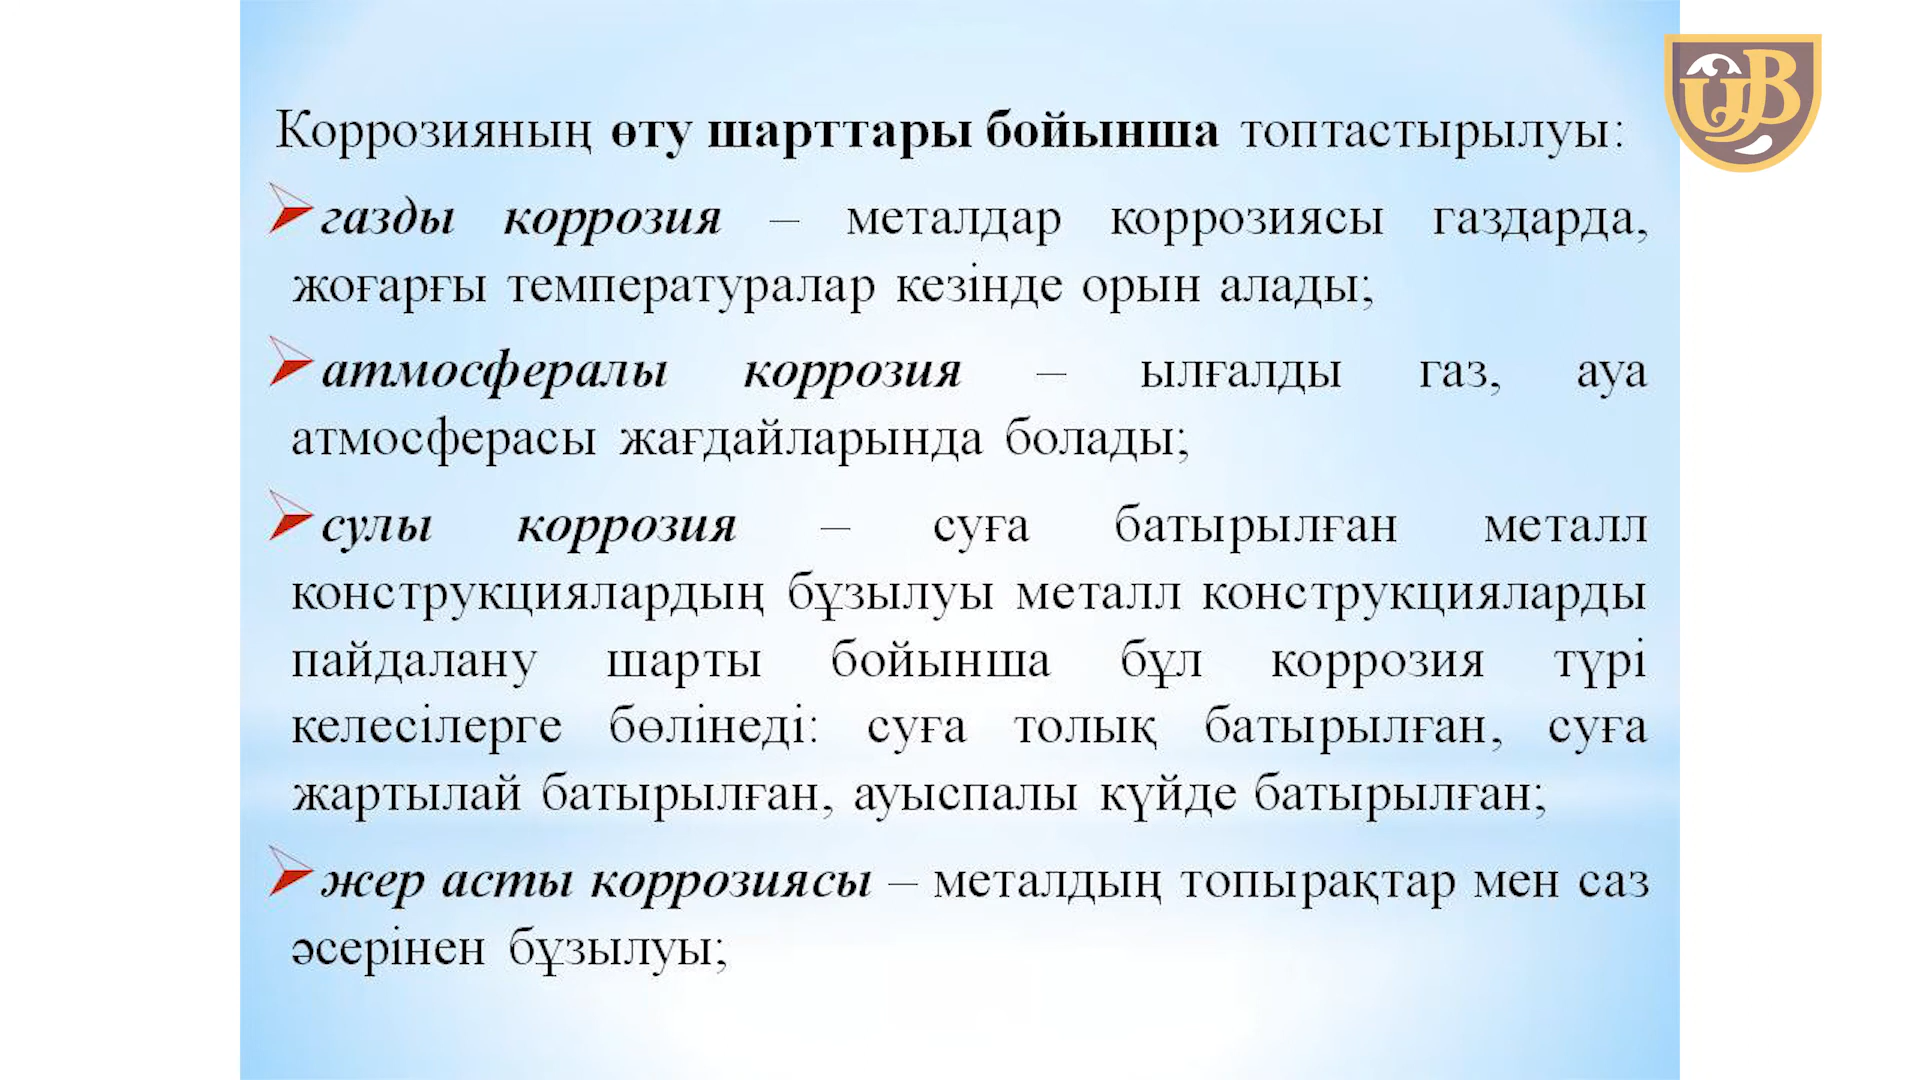 Коррозияның өту шарттары бойынша топтастырылуы:
газды коррозия – металдар коррозиясы газдарда,
жоғарғы температуралар кезінде орын алады;
атмосфералы коррозия – ылғалды газ, ауа
атмосферасы жағдайларында болады;
сулы коррозия – суға батырылған металл
конструкциялардың бұзылуы металл конструкцияларды
пайдалану шарты бойынша бұл коррозия түрі
келесілерге бөлінеді: суға толық батырылған, суға
жартылай батырылған, ауыспалы күйде батырылған;
жер асты коррозиясы – металдың топырақтар мен саз
әсерінен бұзылуы;